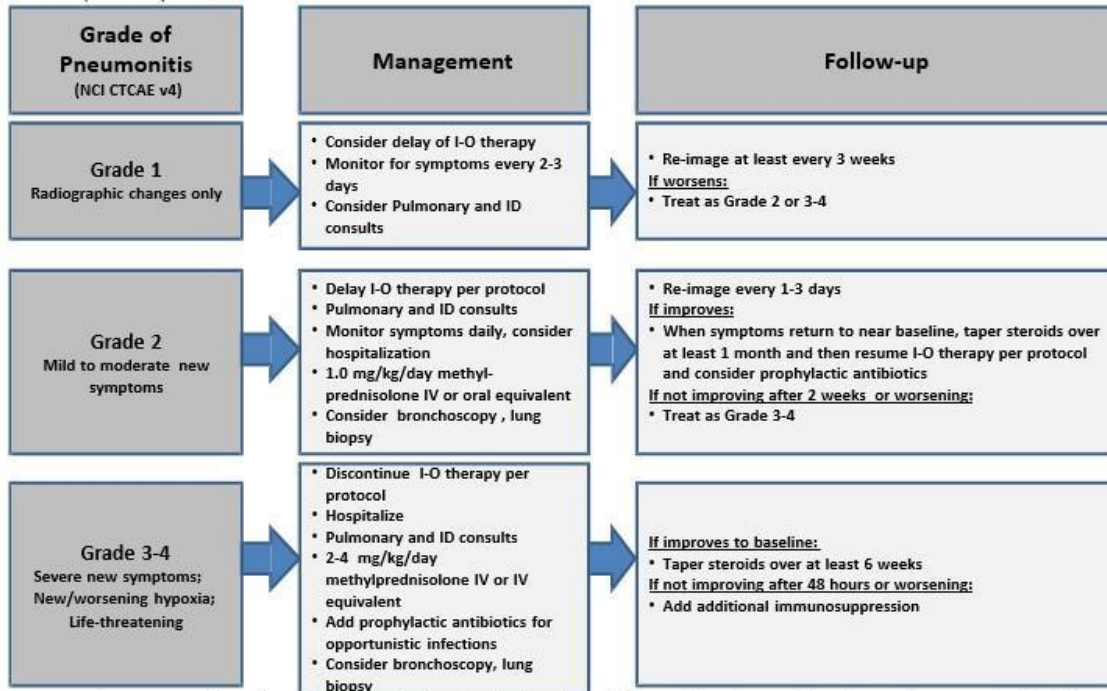 Grade of
Pneumonitis
(NCI CTCAE v4)
Management
Follow-up
Grade 1
Radiographic changes only
• Consider delay of I-O therapy
• Monitor for symptoms every 2-3
days
• Consider Pulmonary and ID
consults
• Re-image at least every 3 weeks
If worsens:
• Treat as Grade 2 or 3-4
Grade 2
Mild to moderate new
symptoms
• Delay I-O therapy per protocol
• Pulmonary and ID consults
• Monitor symptoms daily, consider
hospitalization
• 1.0 mg/kg/day methyl-
prednisolone IV or oral equivalent
• Consider bronchoscopy , lung
biopsy
• Re-image every 1-3 days
If improves:
• When symptoms return to near baseline, taper steroids over
at least 1 month and then resume I-O therapy per protocol
and consider prophylactic antibiotics
If not improving after 2 weeks or worsening:
• Treat as Grade 3-4
Grade 3-4
Severe new symptoms;
New/worsening hypoxia;
Life-threatening
• Discontinue I-O therapy per
protocol
• Hospitalize
• Pulmonary and ID consults
• 2-4 mg/kg/day
methylprednisolone IV or IV
equivalent
• Add prophylactic antibiotics for
opportunistic infections
• Consider bronchoscopy, lung
biopsy
If improves to baseline:
• Taper steroids over at least 6 weeks
If not improving after 48 hours or worsening:
• Add additional immunosuppression